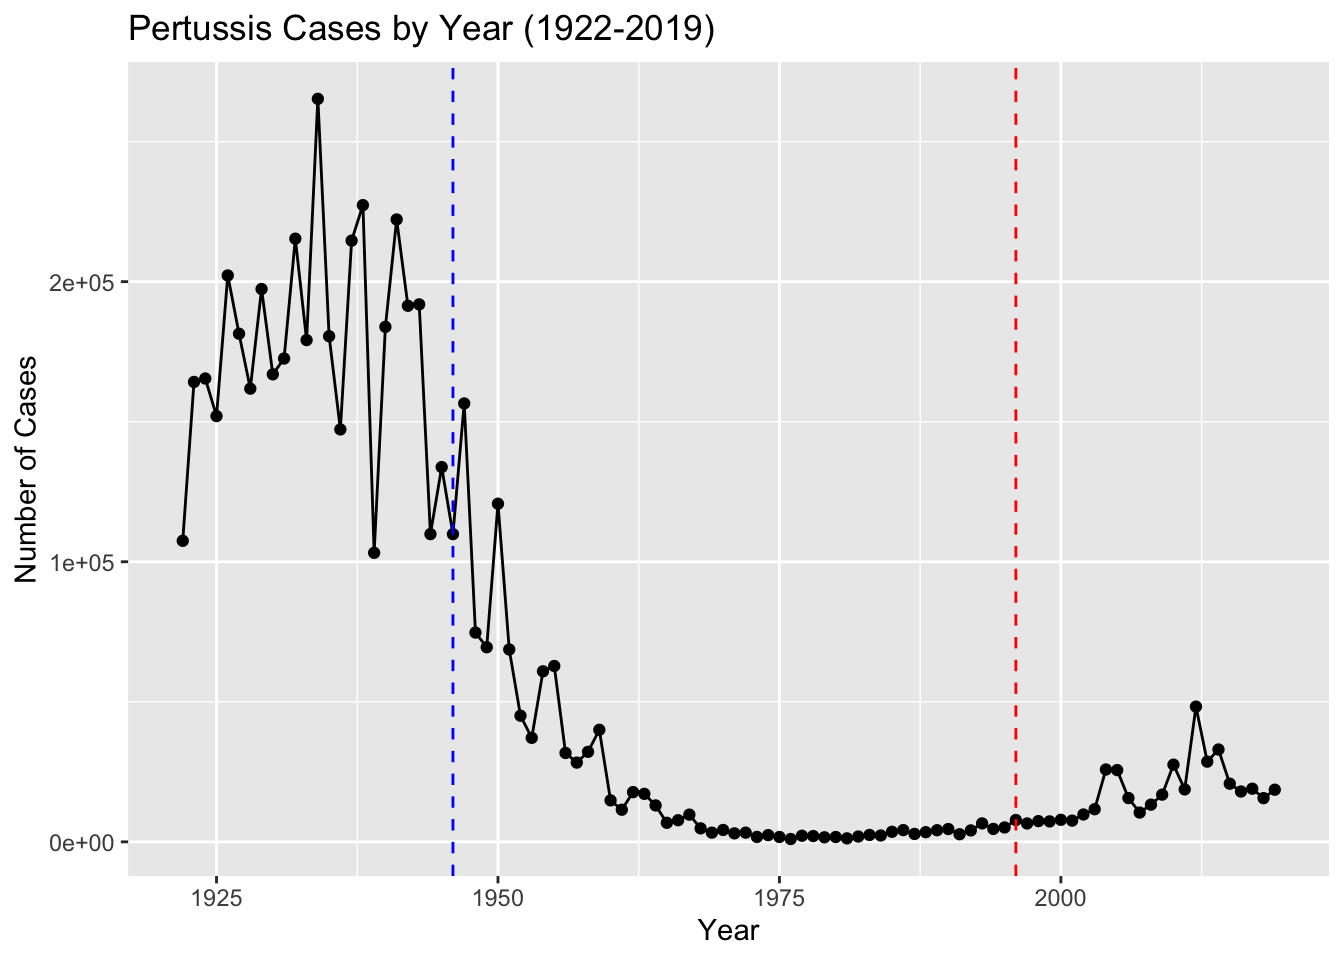 Pertussis Cases by Year (1922-2019)
Number of Cases
2e+05
1e+05
0e+00
1925
1950
1975
2000
Year